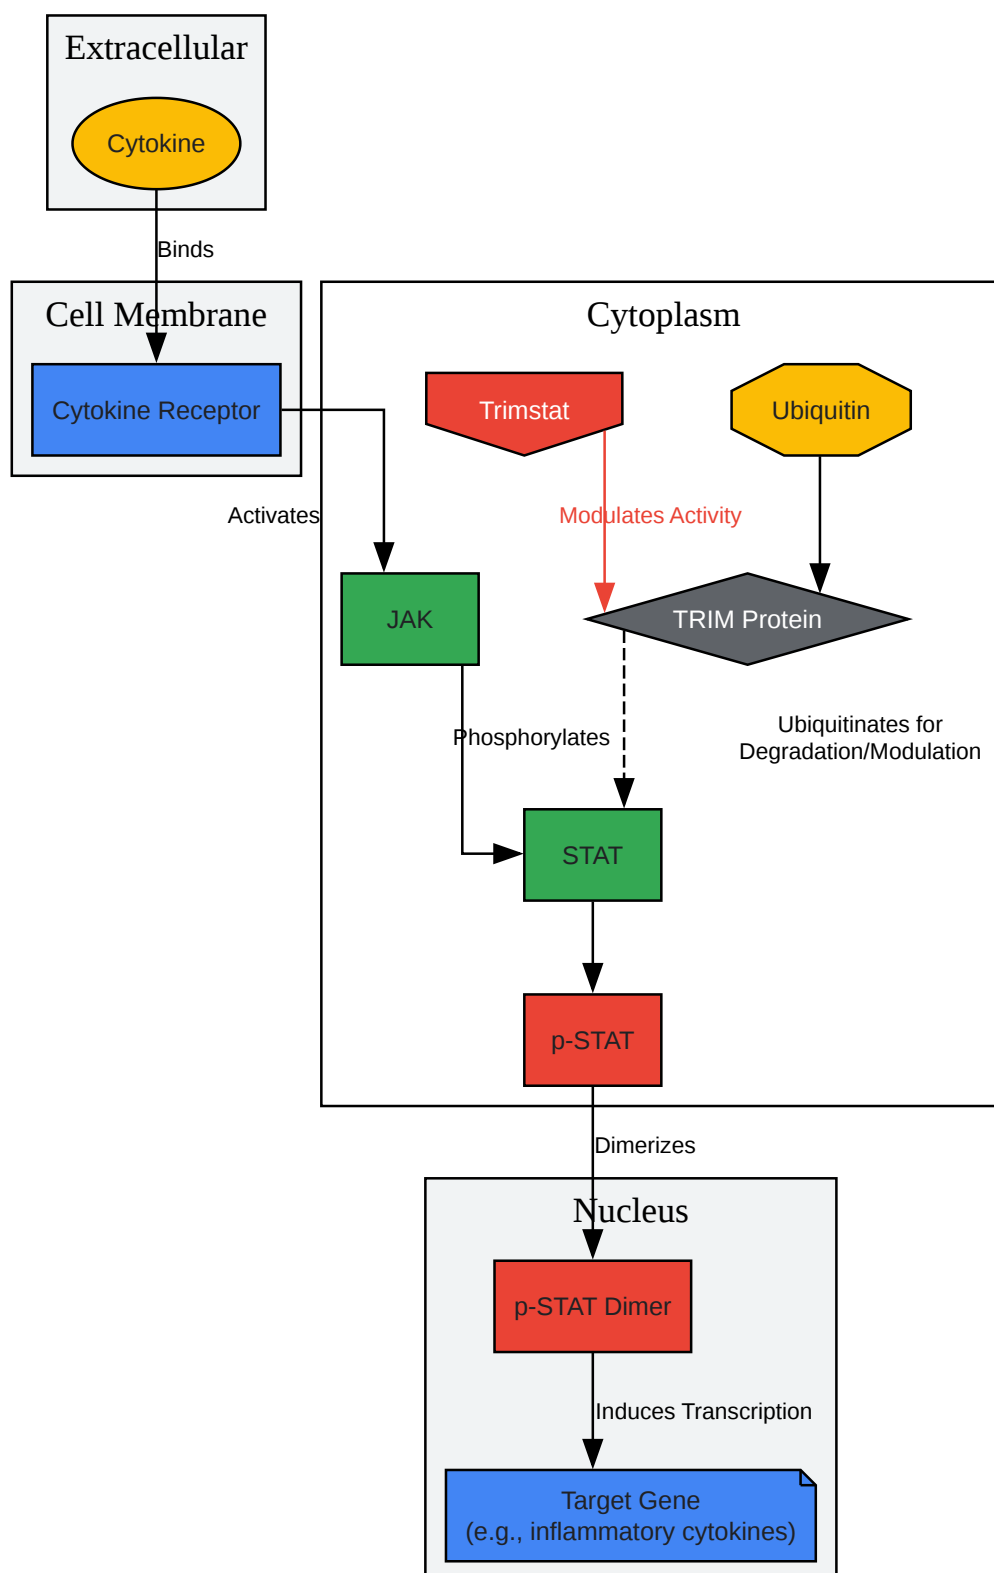 Extracellular
Cytokine
Binds
Cell Membrane
Cytoplasm
Cytokine Receptor
Trimstat
Ubiquitin
Activates
Modulates Activity
JAK
TRIM Protein
Phosphorylates
Ubiquitinates for
Degradation/Modulation
STAT
p-STAT
Dimerizes
Nucleus
p-STAT Dimer
Induces Transcription
Target Gene
(e.g., inflammatory cytokines)